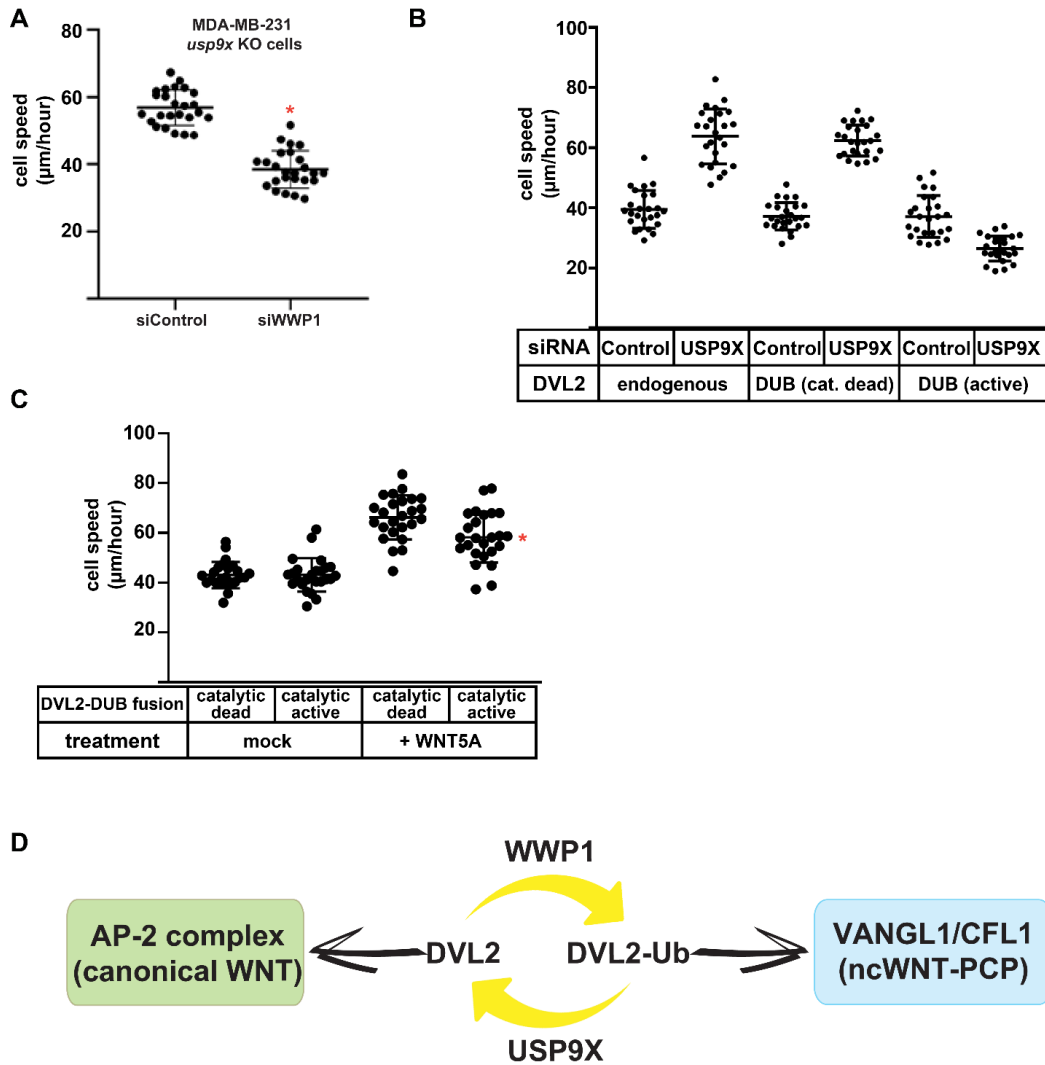 A
MDA-MB-231
usp9x KO cells
cell speed
(µm/hour)
80
60
40
20
*
siControl
siWWP1
B
cell speed
(µm/hour)
100
80
60
40
20
siRNA Control USP9X Control USP9X Control USP9X
DVL2 endogenous DUB (cat. dead) DUB (active)
C
cell speed
(µm/hour)
100
80
60
40
20
*
DVL2-DUB fusion catalytic dead catalytic active catalytic dead catalytic active
treatment mock + WNT5A
D
WWP1
AP-2 complex
(canonical WNT)
DVL2
DVL2-Ub
VANGL1/CFL1
(ncWNT-PCP)
USP9X